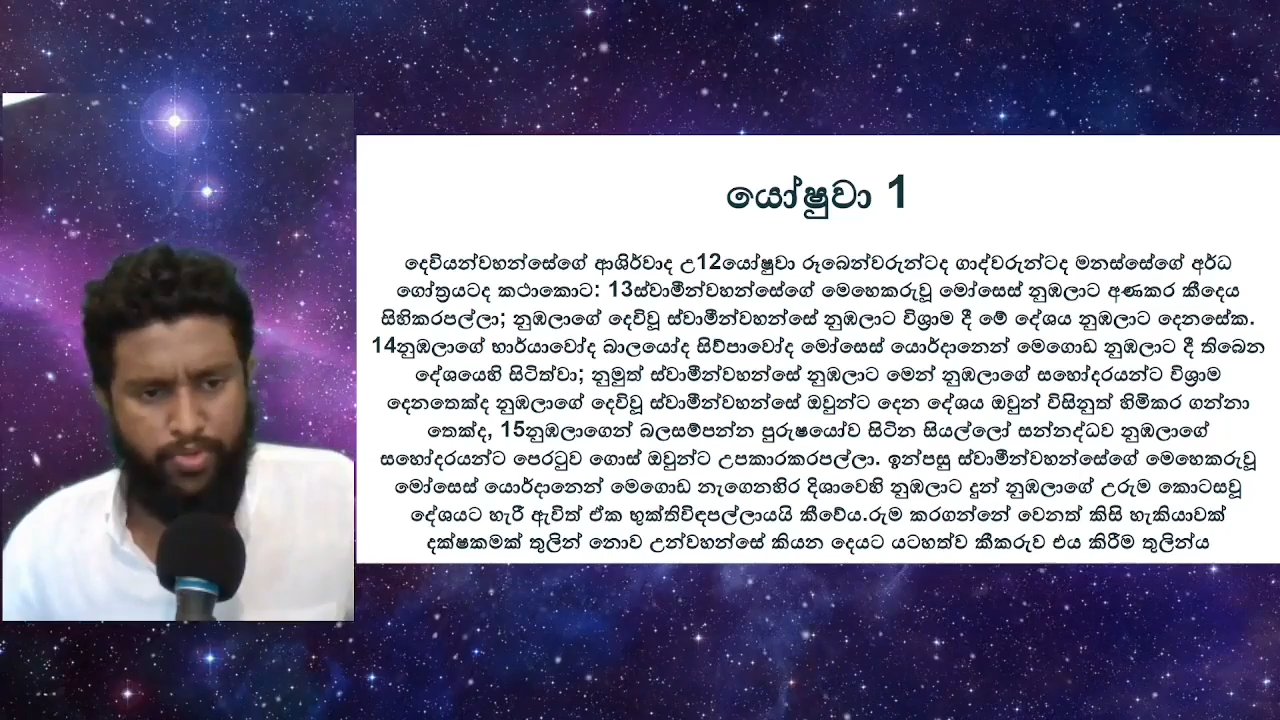 යෝෂුවා 1
දෙවියන්වහන්සේගේ ආශිර්වාද උ12යෝෂුවා රූබෙන්වරුන්ටද ගාද්වරුන්ටද මනස්සේගේ අර්ධ
ගෝත්‍රයටද කථාකොට: 13ස්වාමීන්වහන්සේගේ මෙහෙකරුවූ මෝසෙස් නුඹලාට අණකර කීදෙය
සිහිකරපල්ලා; නුඹලාගේ දෙවිවූ ස්වාමීන්වහන්සේ නුඹලාට විශ්‍රාම දී මේ දේශය නුඹලාට දෙනසේක.
14නුඹලාගේ භාර්යාවෝද බාලයෝද සිව්පාවෝද මෝසෙස් යොර්දානෙන් මෙගොඩ නුඹලාට දී තිබෙන
දේශයෙහි සිටිත්වා; නුමුත් ස්වාමීන්වහන්සේ නුඹලාට මෙන් නුඹලාගේ සහෝදරයන්ට විශ්‍රාම
දෙනතෙක්ද නුඹලාගේ දෙවිවූ ස්වාමීන්වහන්සේ ඔවුන්ට දෙන දේශය ඔවුන් විසිනුත් හිමිකර ගන්නා
තෙක්ද, 15නුඹලාගෙන් බලසම්පන්න පුරුෂයෝව සිටින සියල්ලෝ සන්නද්ධව නුඹලාගේ
සහෝදරයන්ට පෙරටුව ගොස් ඔවුන්ට උපකාරකරපල්ලා. ඉන්පසු ස්වාමීන්වහන්සේගේ මෙහෙකරුවූ
මෝසෙස් යොර්දානෙන් මෙගොඩ නැගෙනහිර දිශාවෙහි නුඹලාට දුන් නුඹලාගේ උරුම කොටසවූ
දේශයට හැරී ඇවිත් ඒක භුක්තිවිඳපල්ලායයි කීවේය.රුම කරගන්නේ වෙනත් කිසි හැකියාවක්
දක්ෂකමක් තුලින් නොව උන්වහන්සේ කියන දෙයට යටහත්ව කීකරුව එය කිරීම තුලින්ය